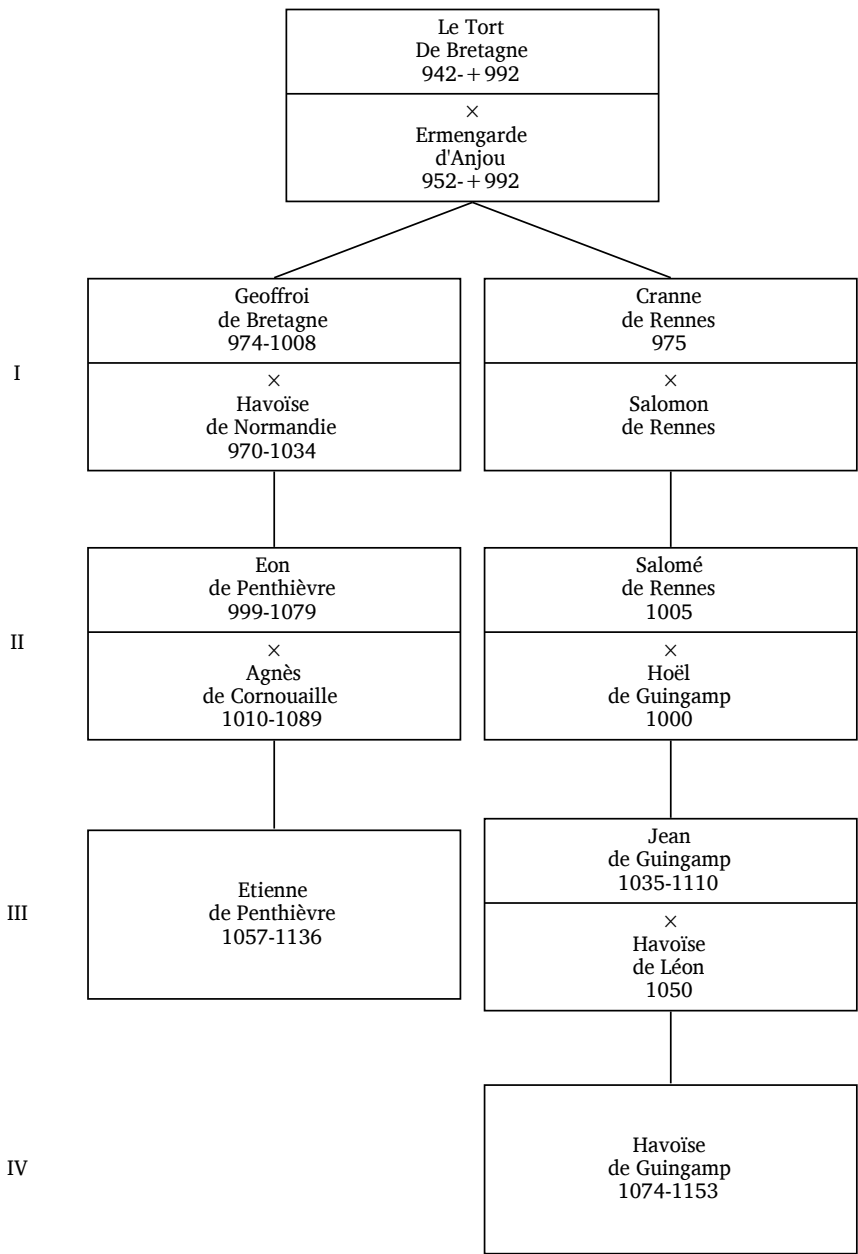 Le Tort
De Bretagne
942-+992
×
Ermengarde
d'Anjou
952-+992
I
Geoffroi
de Bretagne
974-1008
×
Havoïse
de Normandie
970-1034
Cranne
de Rennes
975
×
Salomon
de Rennes
II
Eon
de Penthièvre
999-1079
×
Agnès
de Cornouaille
1010-1089
Salomé
de Rennes
1005
×
Hoël
de Guingamp
1000
III
Etienne
de Penthièvre
1057-1136
Jean
de Guingamp
1035-1110
×
Havoïse
de Léon
1050
IV
Havoïse
de Guingamp
1074-1153